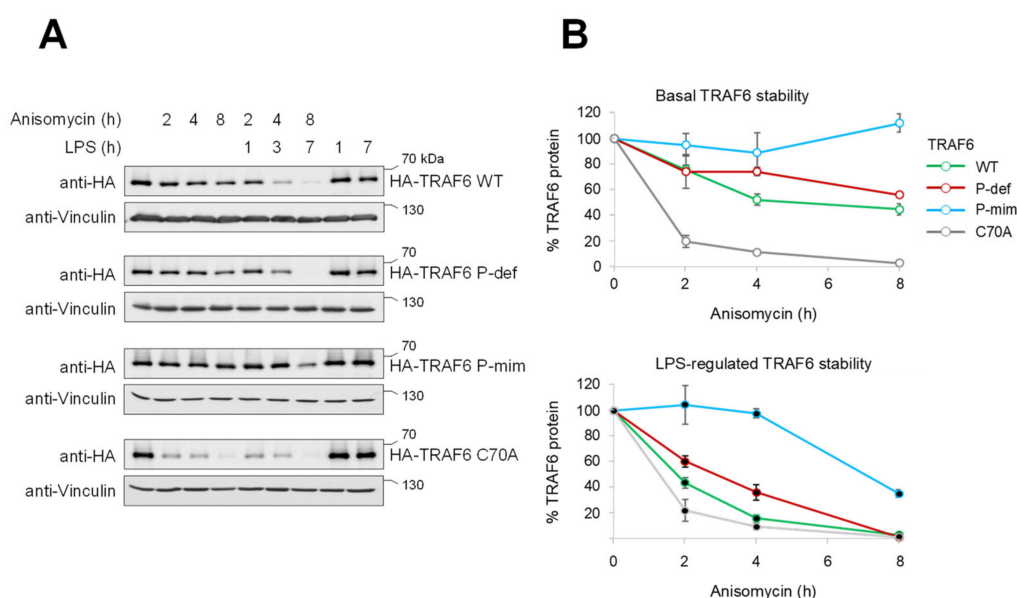 A
Anisomycin (h) 2 4 8 2 4 8
LPS (h) 1 3 7 1 7
70 kDa
anti-HA HA-TRAF6 WT
130
anti-Vinculin
70
anti-HA HA-TRAF6 P-def
130
anti-Vinculin
70
anti-HA HA-TRAF6 P-mim
130
anti-Vinculin
70
anti-HA HA-TRAF6 C70A
130
anti-Vinculin
B
Basal TRAF6 stability
% TRAF6 protein
120
100
80
60
40
20
0
0 2 4 6 8
Anisomycin (h)
TRAF6
WT
P-def
P-mim
C70A
LPS-regulated TRAF6 stability
% TRAF6 protein
120
100
80
60
40
20
0 2 4 6 8
Anisomycin (h)